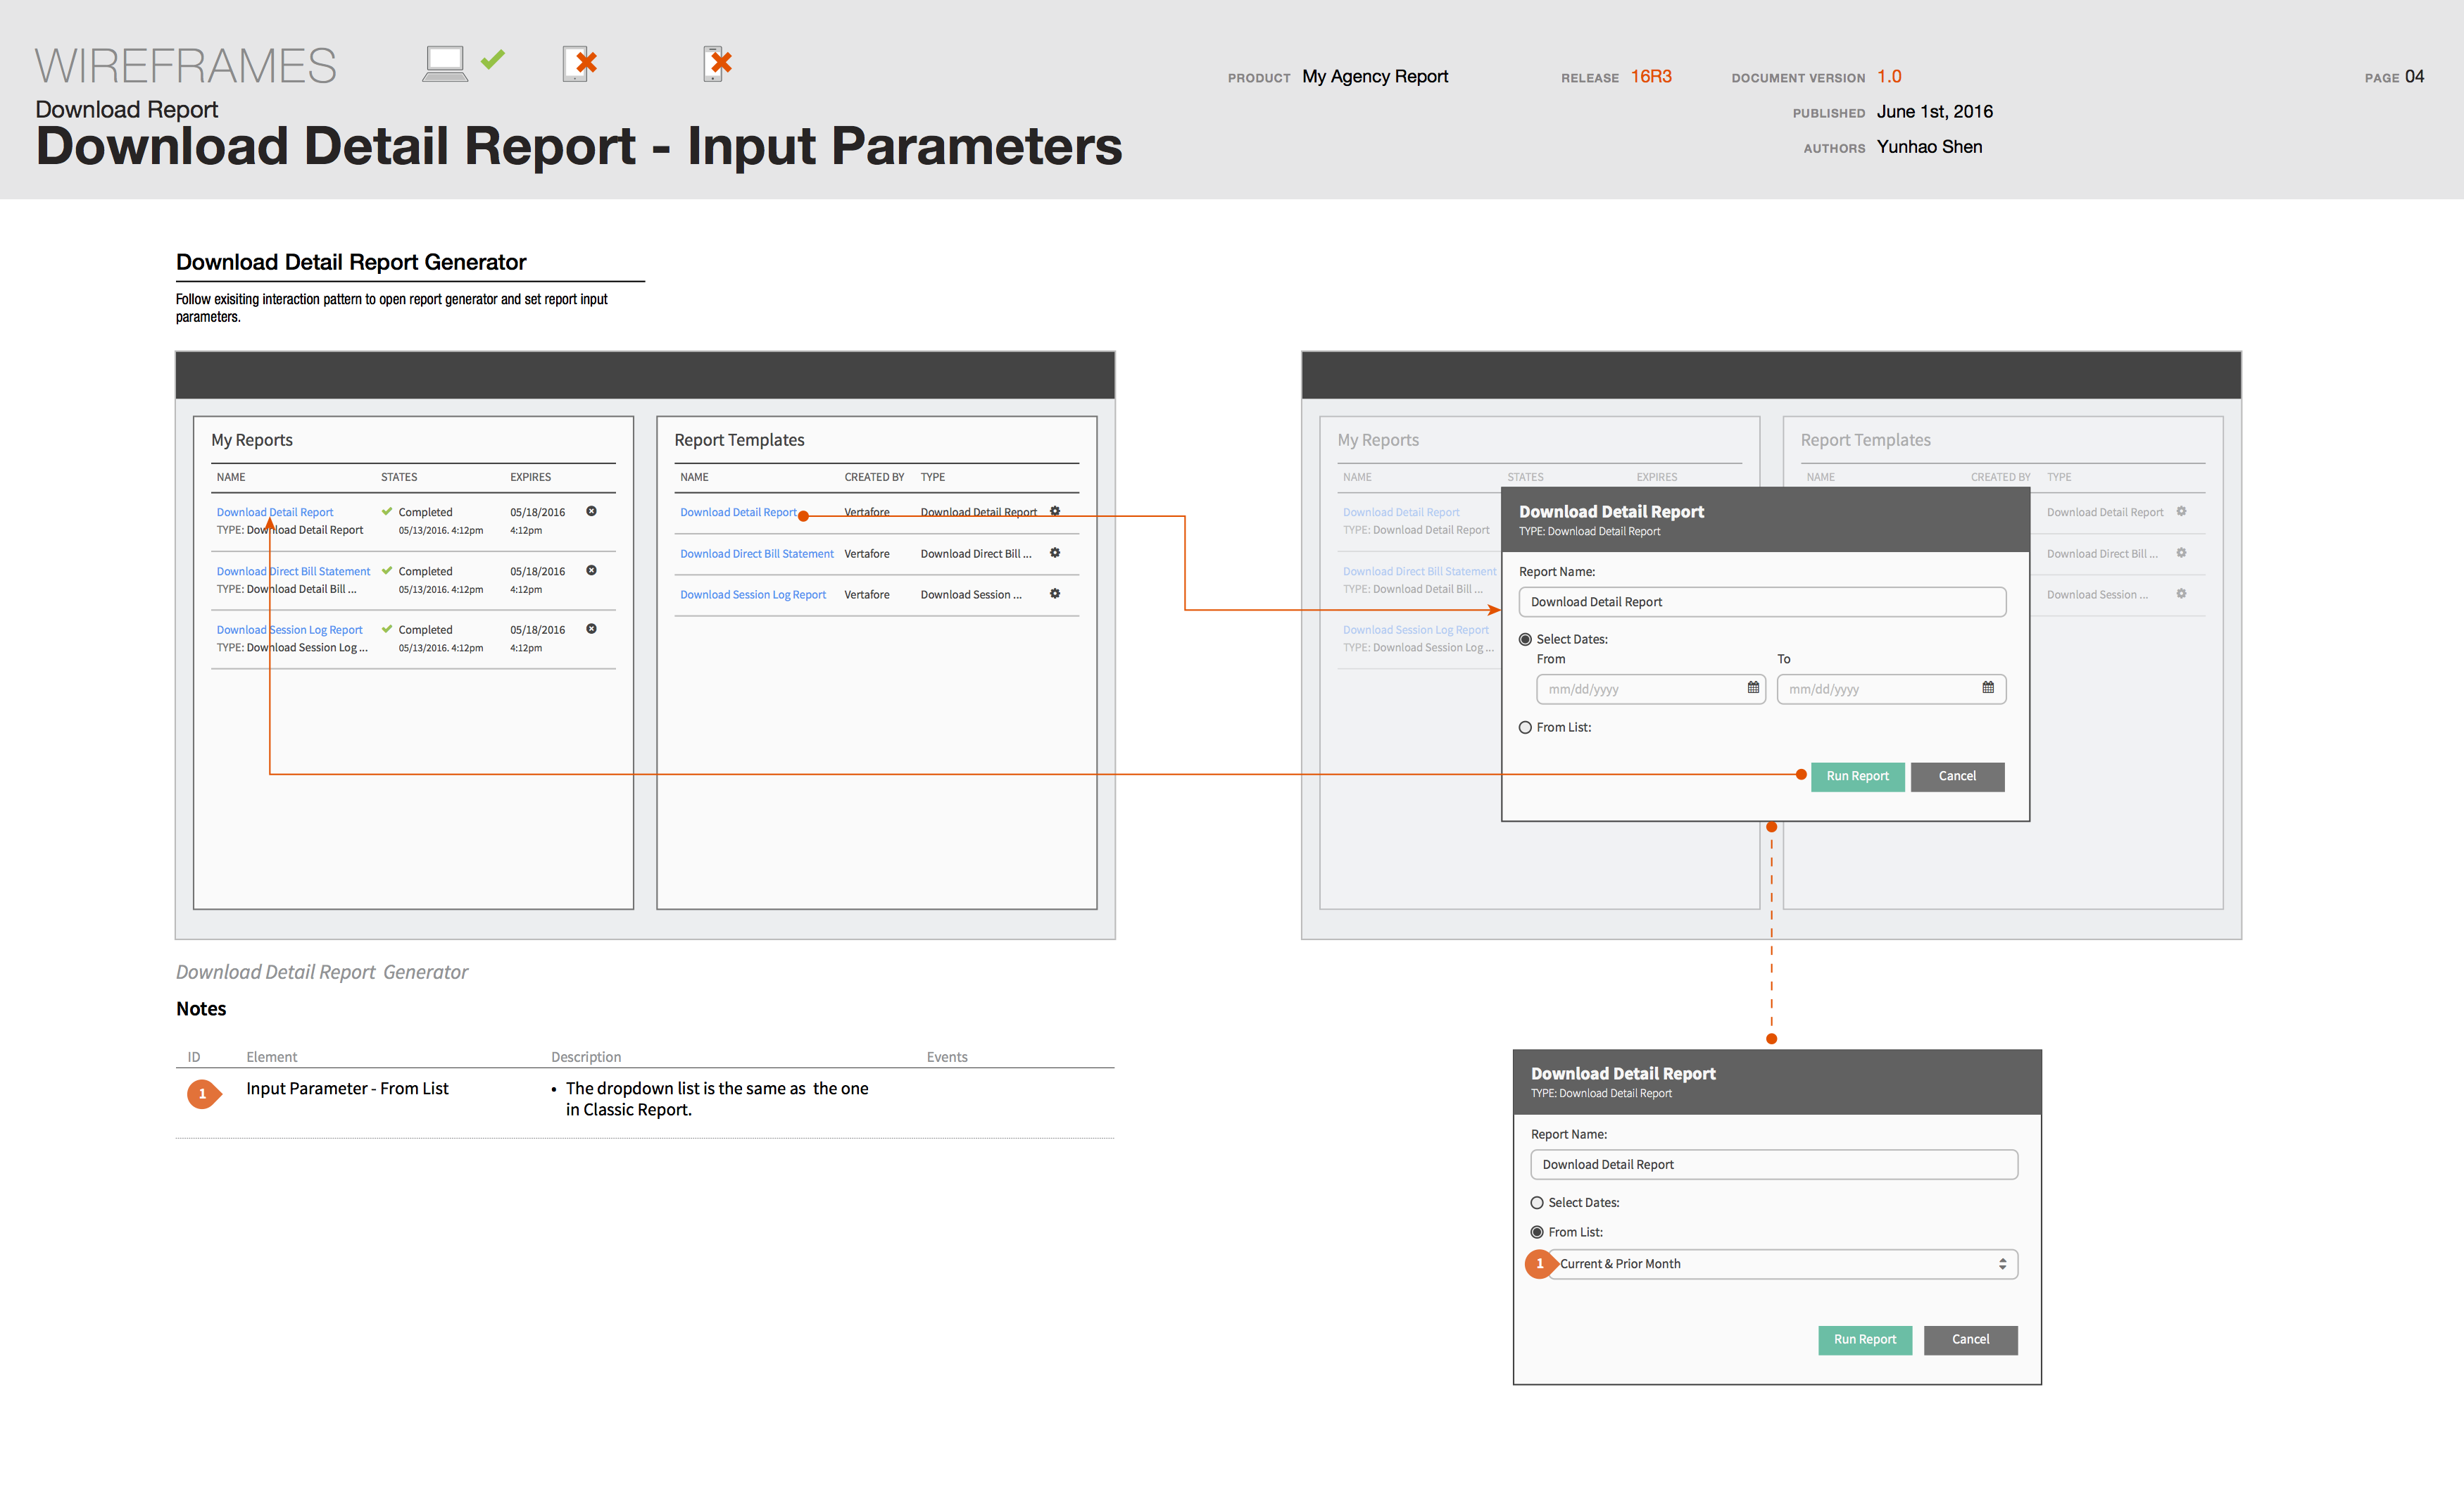 WIREFRAMES
Download Report
Download Detail Report - Input Parameters
PRODUCT My Agency Report
RELEASE 16R3
DOCUMENT VERSION 1.0
PUBLISHED June 1st, 2016
AUTHORS Yunhao Shen
PAGE 04
Download Detail Report Generator
Follow exisiting interaction pattern to open report generator and set report input
parameters.
My Reports
NAME STATES EXPIRES
Download Detail Report Completed 05/18/2016
TYPE: Download Detail Report 05/13/2016. 4:12pm 4:12pm
Download Direct Bill Statement Completed 05/18/2016
TYPE: Download Detail Bill ... 05/13/2016. 4:12pm 4:12pm
Download Session Log Report Completed 05/18/2016
TYPE: Download Session Log ... 05/13/2016. 4:12pm 4:12pm
Report Templates
NAME CREATED BY TYPE
Download Detail Report Vertafore Download Detail Report
Download Direct Bill Statement Vertafore Download Direct Bill ...
Download Session Log Report Vertafore Download Session ...
My Reports
NAME STATES EXPIRES
Download Detail Report
TYPE: Download Detail Report
Download Direct Bill Statement
TYPE: Download Detail Bill ...
Download Session Log Report
TYPE: Download Session Log ...
Report Templates
NAME CREATED BY TYPE
Download Detail Report
Download Direct Bill ...
Download Session ...
Download Detail Report
TYPE: Download Detail Report
Report Name:
Download Detail Report
Select Dates:
From To
mm/dd/yyyy mm/dd/yyyy
From List:
Run Report Cancel
Download Detail Report Generator
Notes
ID Element Description Events
1 Input Parameter - From List • The dropdown list is the same as the one
in Classic Report.
Download Detail Report
TYPE: Download Detail Report
Report Name:
Download Detail Report
Select Dates:
From List:
1 Current & Prior Month
Run Report Cancel